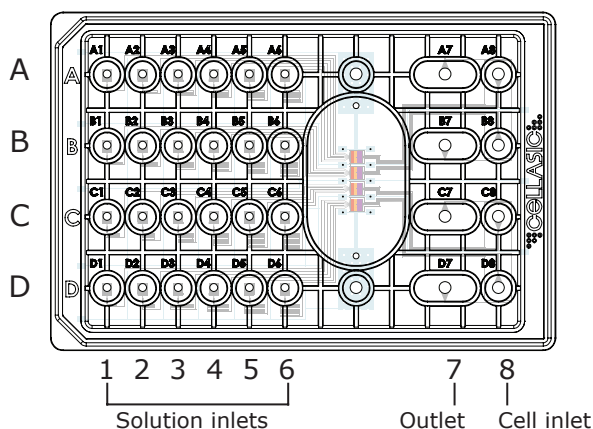 A1 A2 A3 A4 A5 A6 A7 A8
A A
B1 B2 B3 B4 B5 B6 B7 B8
B B
C1 C2 C3 C4 C5 C6 C7 C8
C C
D1 D2 D3 D4 D5 D6 D7 D8
D D
CELLASIC
1 2 3 4 5 6 7 8
Solution inlets Outlet Cell inlet